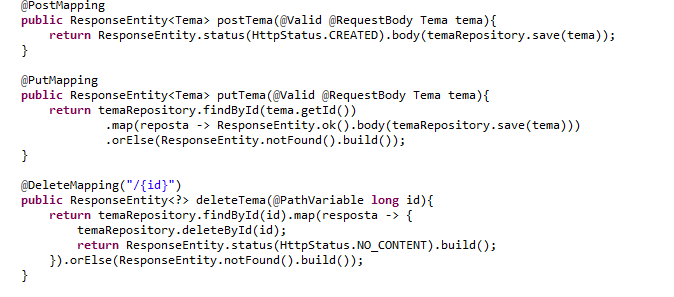 @PostMapping
public ResponseEntity<Tema> postTema(@Valid @RequestBody Tema tema){
    return ResponseEntity.status(HttpStatus.CREATED).body(temaRepository.save(tema));
}

@PutMapping
public ResponseEntity<Tema> putTema(@Valid @RequestBody Tema tema){
    return temaRepository.findById(tema.getId())
            .map(reposta -> ResponseEntity.ok().body(temaRepository.save(tema)))
            .orElse(ResponseEntity.notFound().build());
}

@DeleteMapping("/{id}")
public ResponseEntity<?> deleteTema(@PathVariable long id){
    return temaRepository.findById(id).map(resposta -> {
        temaRepository.deleteById(id);
        return ResponseEntity.status(HttpStatus.NO_CONTENT).build();
    }).orElse(ResponseEntity.notFound().build());
}